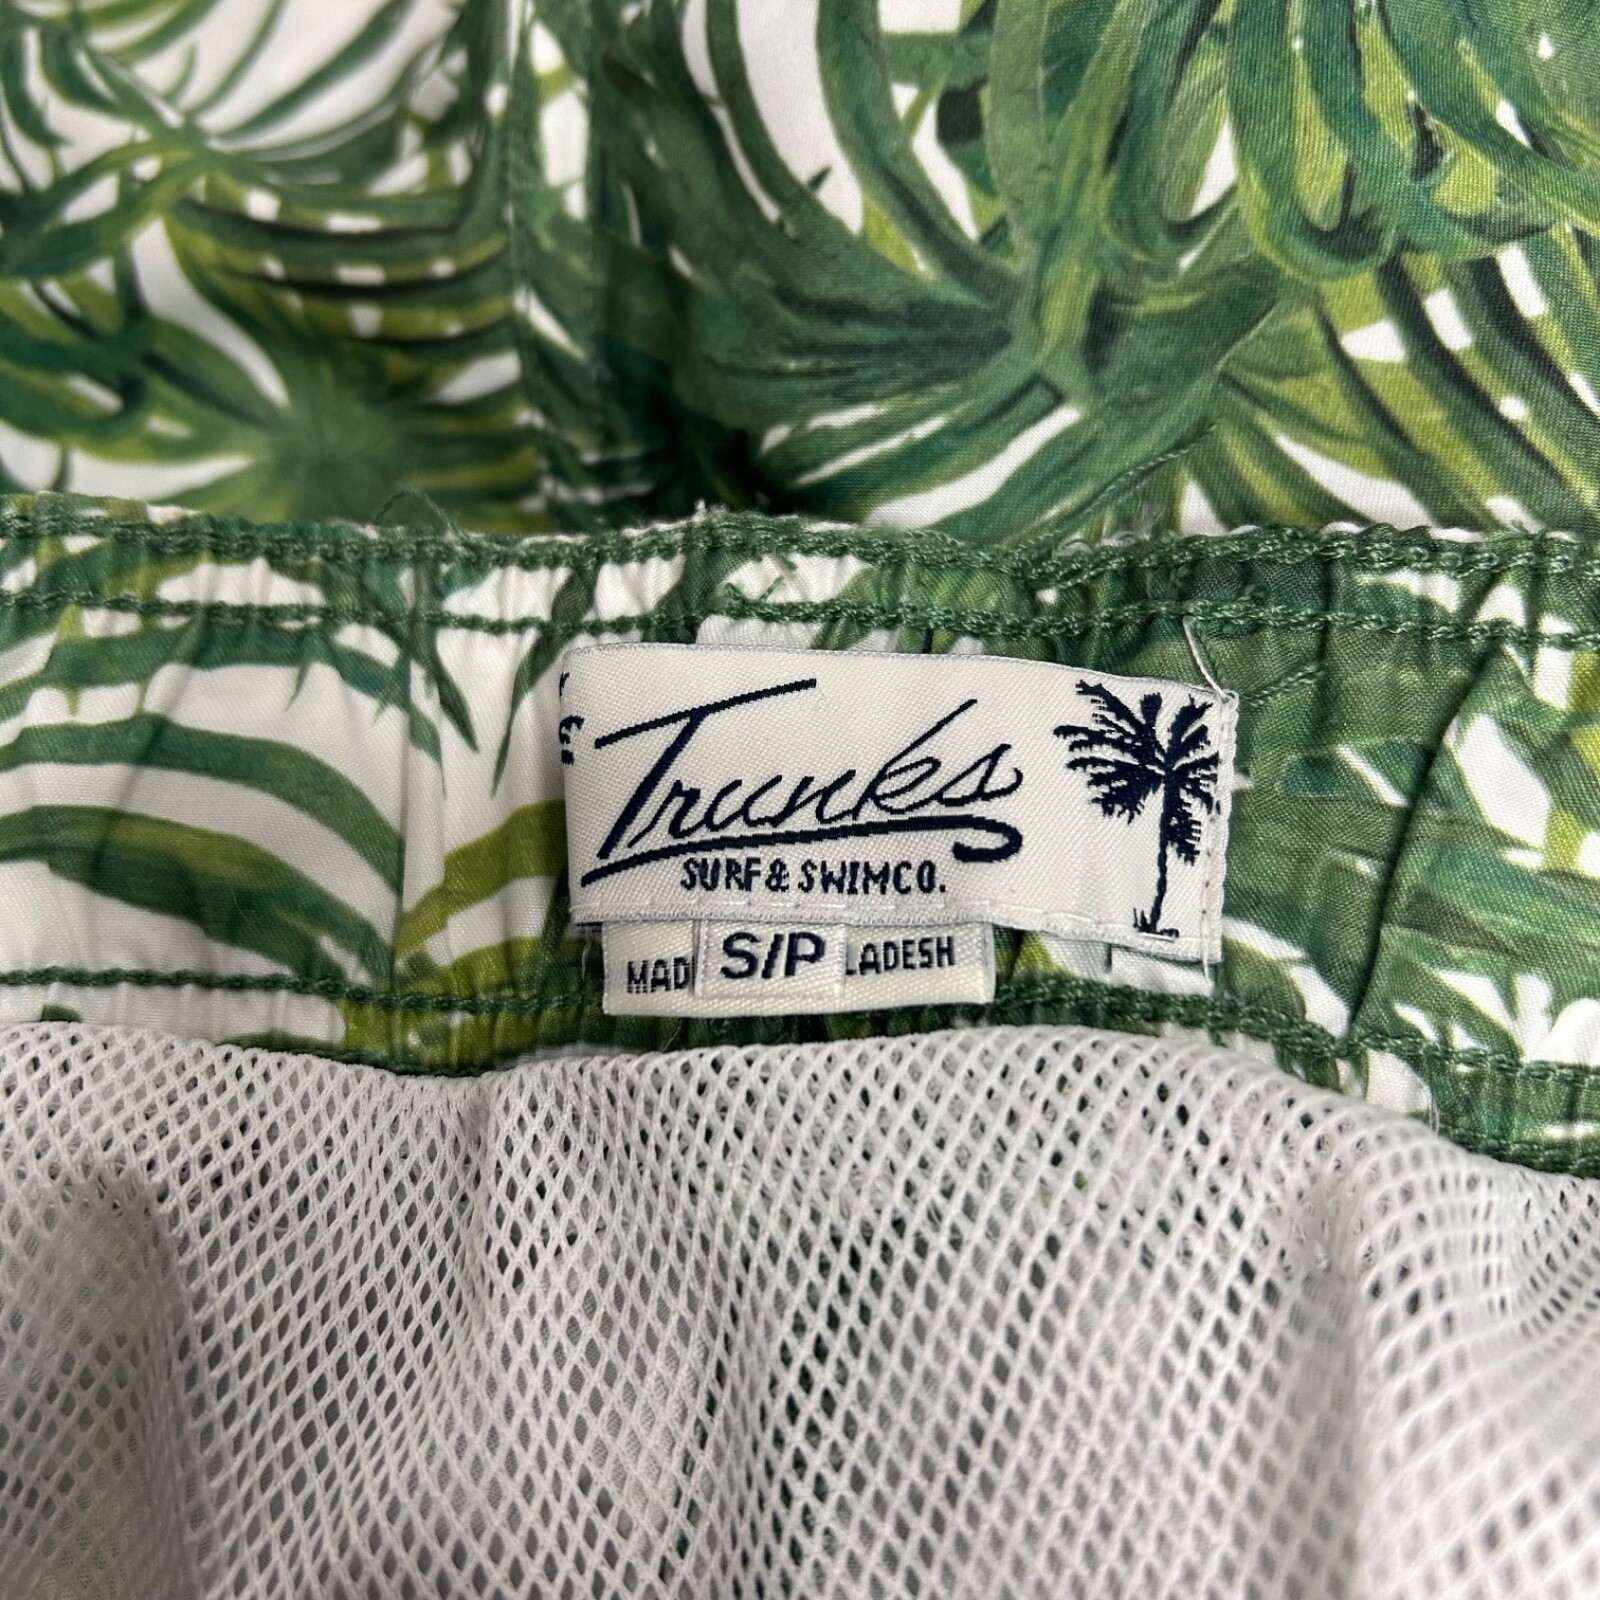 Trunks
SURF & SWIM CO.
S/P
MAD LADESH